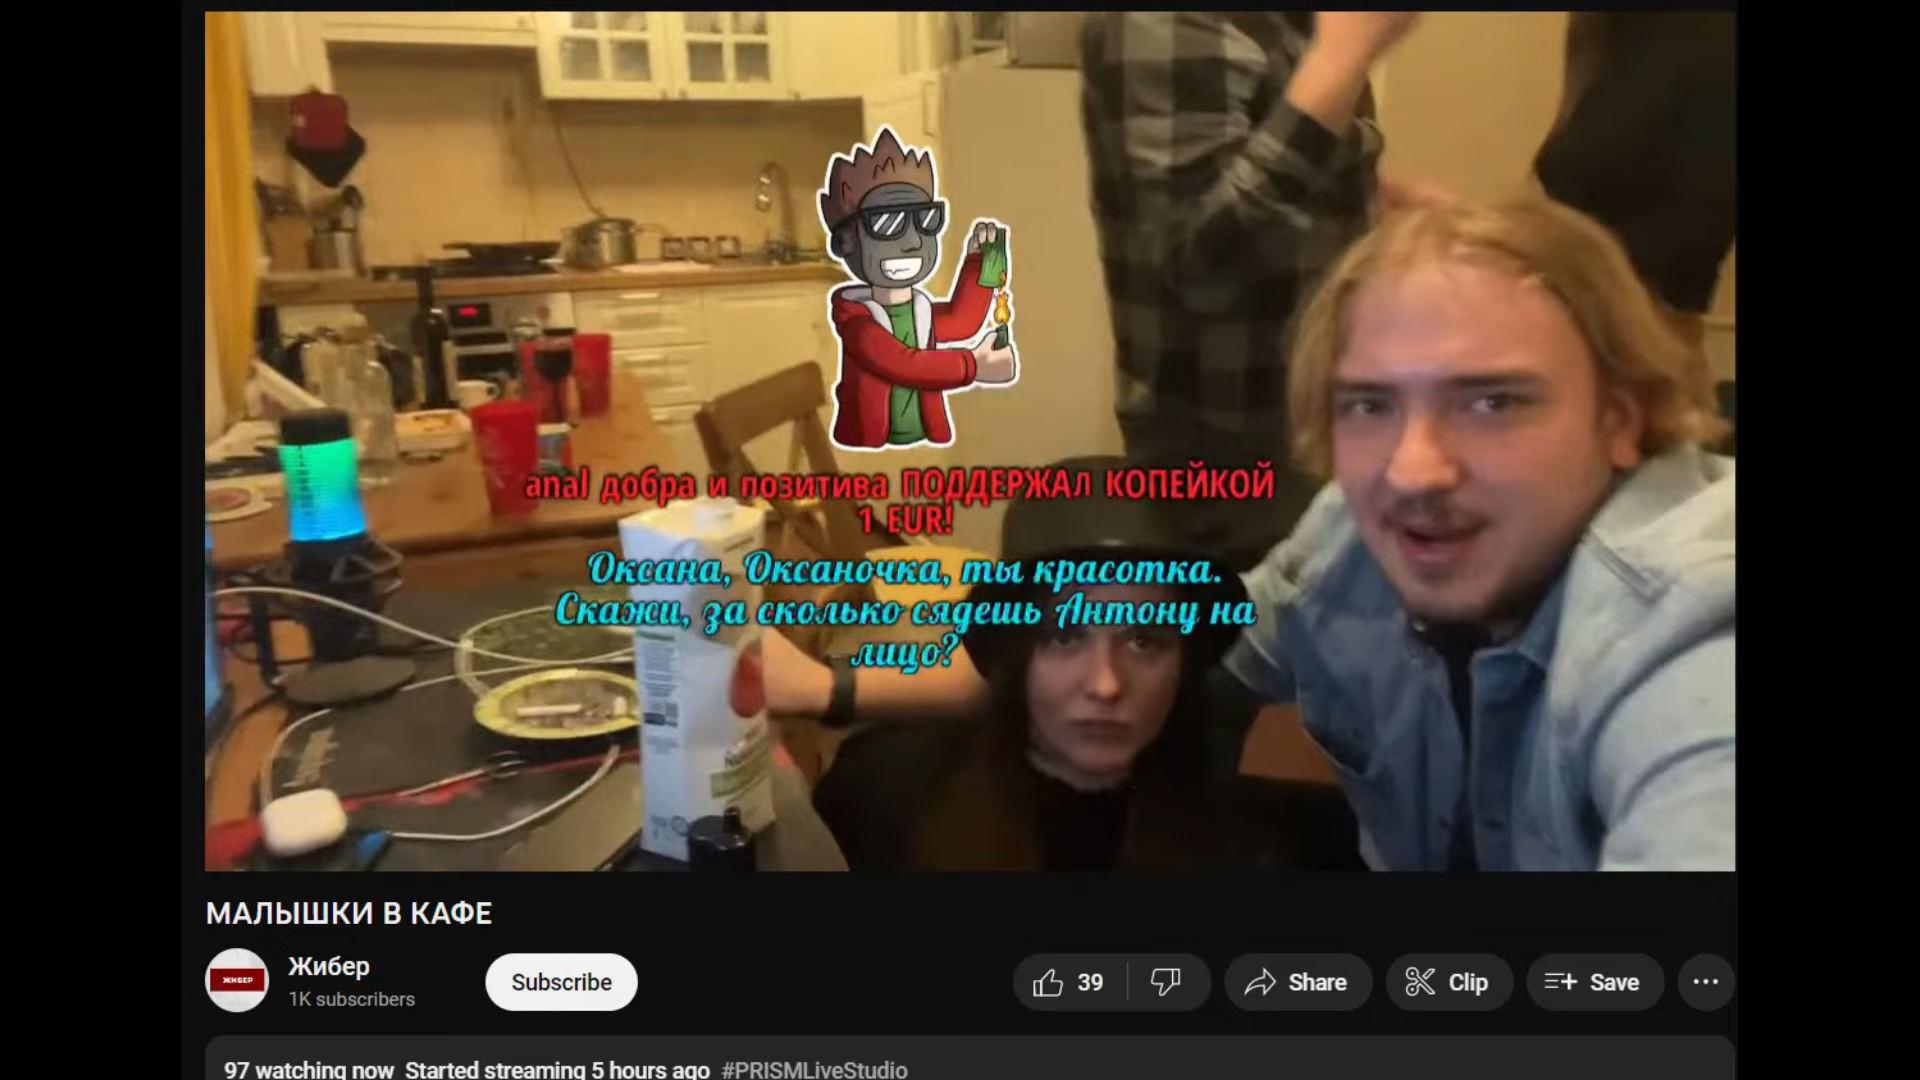 anal добра и позитива ПОДДЕРЖАЛ КОПЕЙКОЙ
1 EUR!
Оксана, Оксаночка, ты красотка.
Скажи, за сколько сядешь Антону на
лицо?
МАЛЫШКИ В КАФЕ
ЖИБЕР
Жибер
1K subscribers
Subscribe
39
Share
Clip
Save
97 watching now Started streaming 5 hours ago #PRISMLiveStudio